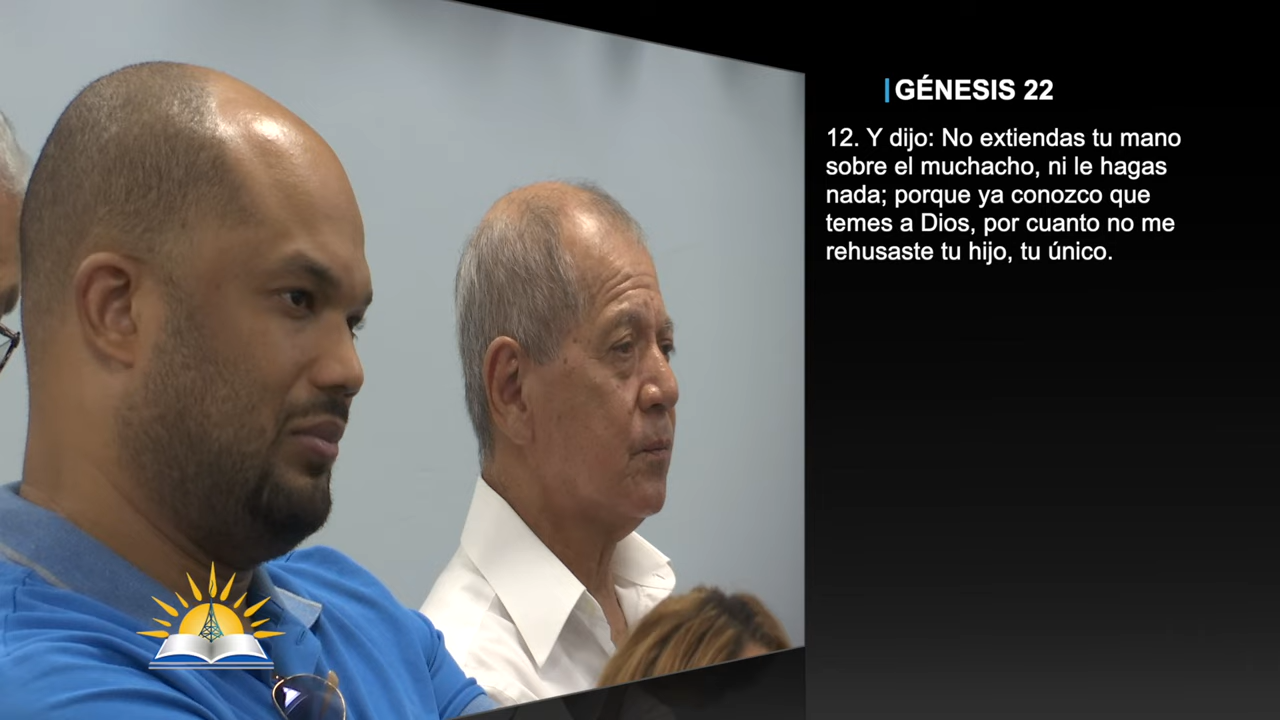 GÉNESIS 22
12. Y dijo: No extiendas tu mano
sobre el muchacho, ni le hagas
nada; porque ya conozco que
temes a Dios, por cuanto no me
rehusaste tu hijo, tu único.